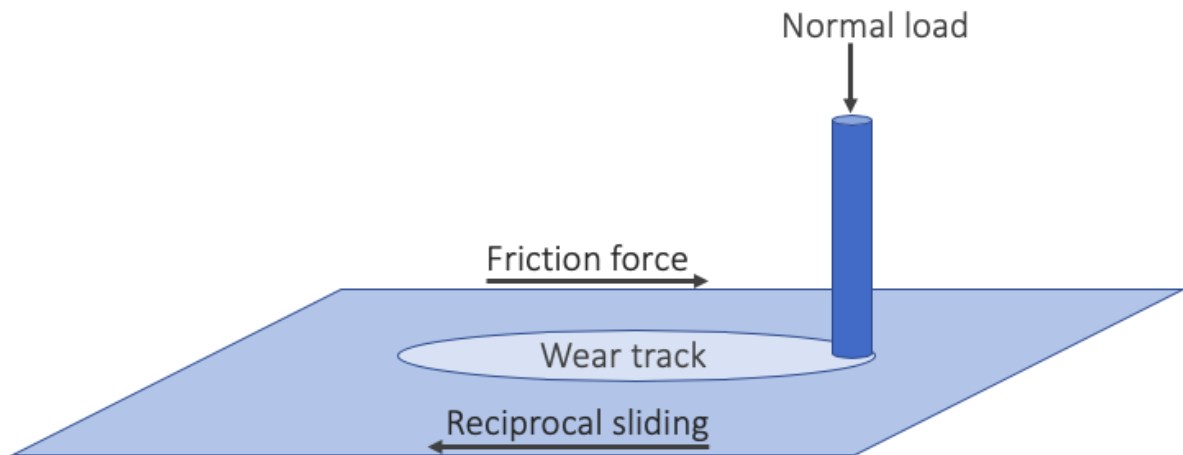 Normal load
Friction force
Wear track
Reciprocal sliding